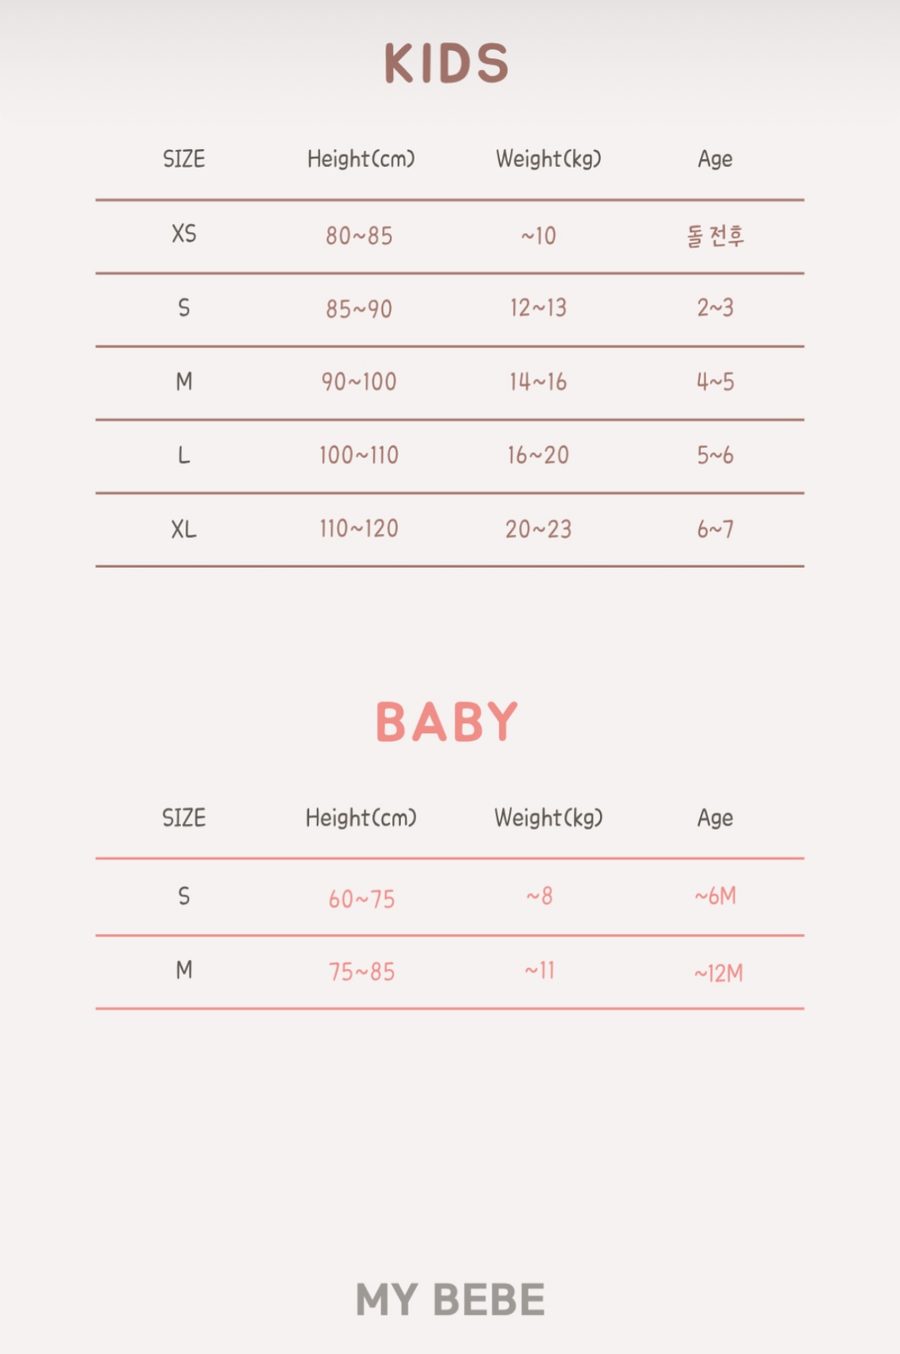 KIDS
SIZE Height(cm) Weight(kg) Age
XS 80~85 ~10 돌 전후
S 85~90 12~13 2~3
M 90~100 14~16 4~5
L 100~110 16~20 5~6
XL 110~120 20~23 6~7
BABY
SIZE Height(cm) Weight(kg) Age
S 60~75 ~8 ~6M
M 75~85 ~11 ~12M
MY BEBE